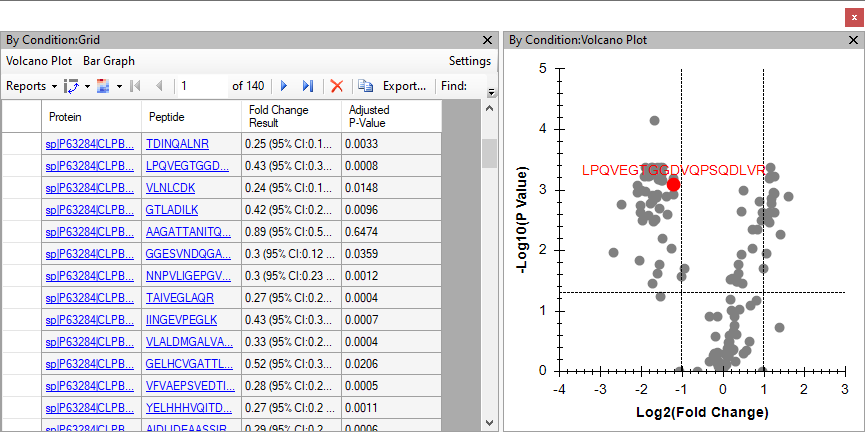 x
By Condition:Grid
Volcano Plot Bar Graph Settings
Reports 1 of 140 Export... Find:
Protein Peptide Fold Change Result Adjusted P-Value
sp|P63284|CLPB... TDINQALNR 0.25 (95% CI:0.1... 0.0033
sp|P63284|CLPB... LPQVEGTGGD... 0.43 (95% CI:0.3... 0.0008
sp|P63284|CLPB... VLNLCDK 0.24 (95% CI:0.1... 0.0148
sp|P63284|CLPB... GTLADILK 0.42 (95% CI:0.2... 0.0096
sp|P63284|CLPB... AAGATTANITQ... 0.89 (95% CI:0.5... 0.6474
sp|P63284|CLPB... GGESVNDQGA... 0.3 (95% CI:0.12 ... 0.0359
sp|P63284|CLPB... NNPVLIGEPGV... 0.3 (95% CI:0.23 ... 0.0012
sp|P63284|CLPB... TAIVEGLAQR 0.27 (95% CI:0.2... 0.0004
sp|P63284|CLPB... IINGEVPEGLK 0.43 (95% CI:0.3... 0.0007
sp|P63284|CLPB... VLALDMGALVA... 0.33 (95% CI:0.2... 0.0004
sp|P63284|CLPB... GELHCVGATTL... 0.52 (95% CI:0.3... 0.0206
sp|P63284|CLPB... VFVAEPSVEDTI... 0.28 (95% CI:0.2... 0.0005
sp|P63284|CLPB... YELHHHVQITD... 0.27 (95% CI:0.2... 0.0011
sp|P63284|CLPB... AIDLIDEAASSIR 0.29 (95% CI:0.2... 0.0006
By Condition:Volcano Plot
5
4
3
2
1
0
-Log10(P Value)
LPQVEGTGGDVQPSQDLVR
-4 -3 -2 -1 0 1 2 3
Log2(Fold Change)